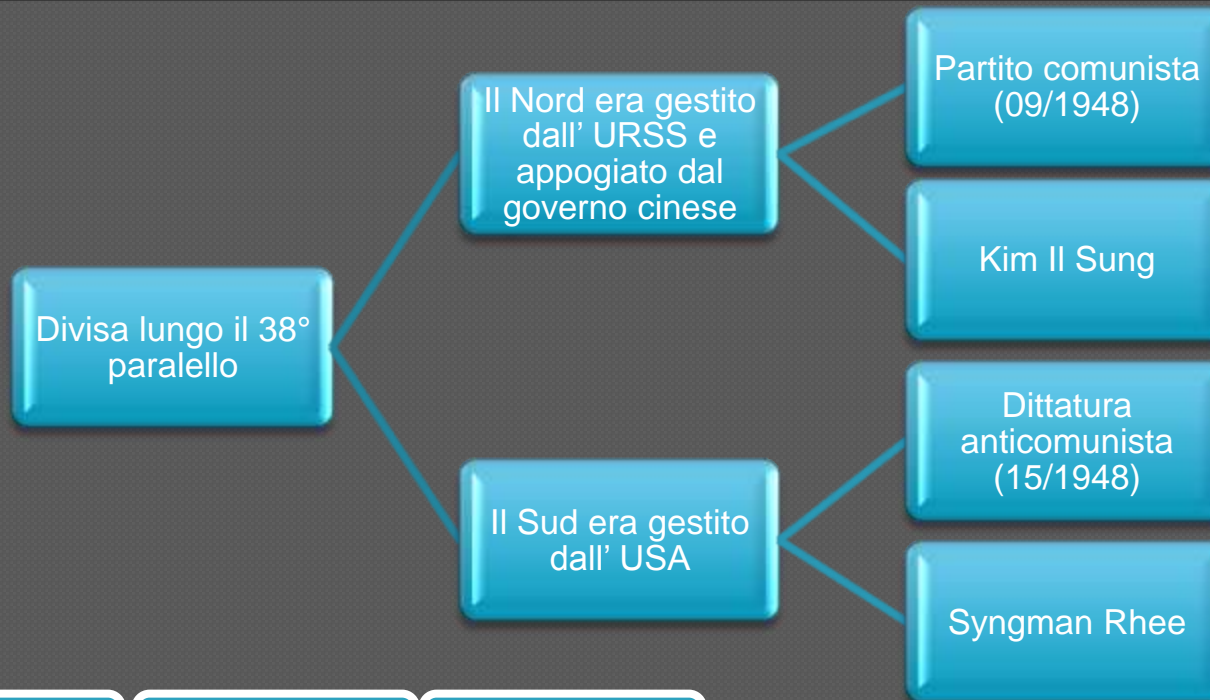 Divisa lungo il 38°
paralello
Il Nord era gestito
dall' URSS e
appogiato dal
governo cinese
Partito comunista
(09/1948)
Kim Il Sung
Il Sud era gestito
dall' USA
Dittatura
anticomunista
(15/1948)
Syngman Rhee